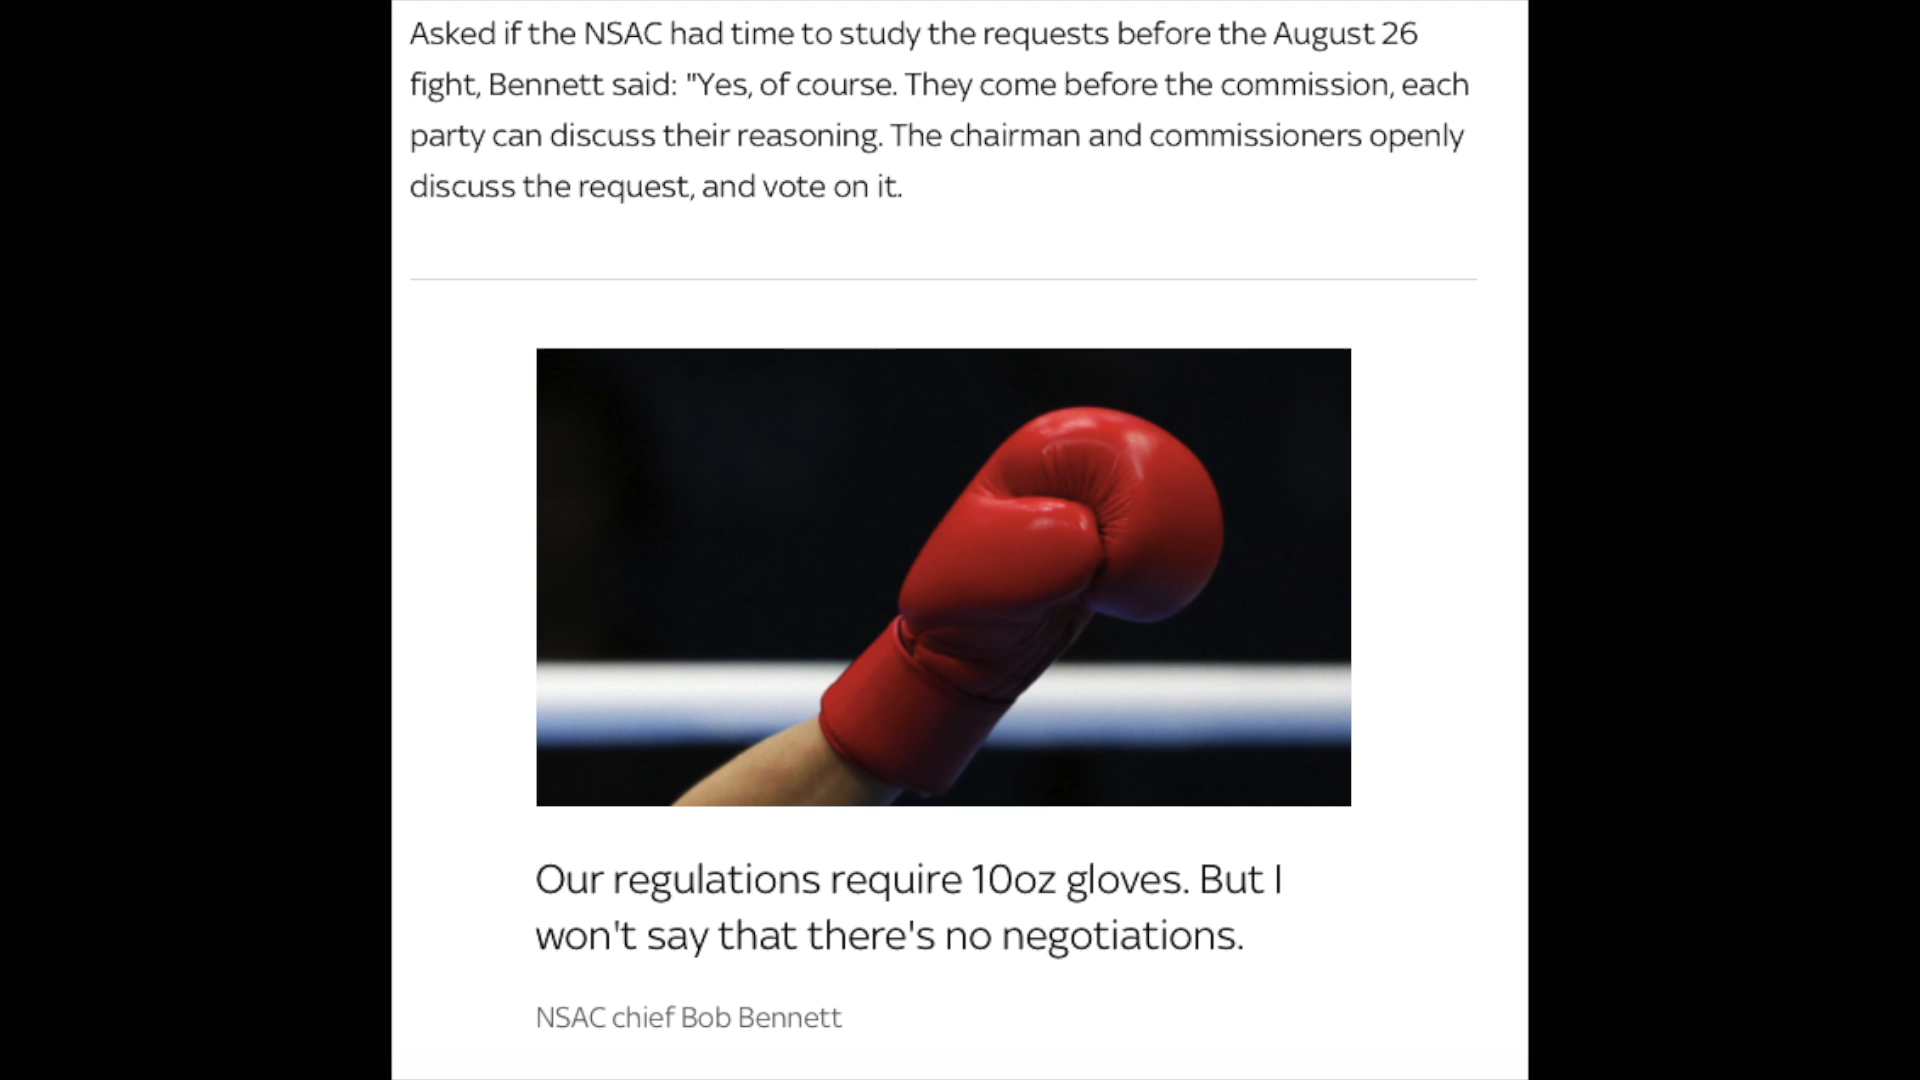 Asked if the NSAC had time to study the requests before the August 26
fight, Bennett said: "Yes, of course. They come before the commission, each
party can discuss their reasoning. The chairman and commissioners openly
discuss the request, and vote on it.
Our regulations require 10oz gloves. But I
won't say that there's no negotiations.
NSAC chief Bob Bennett